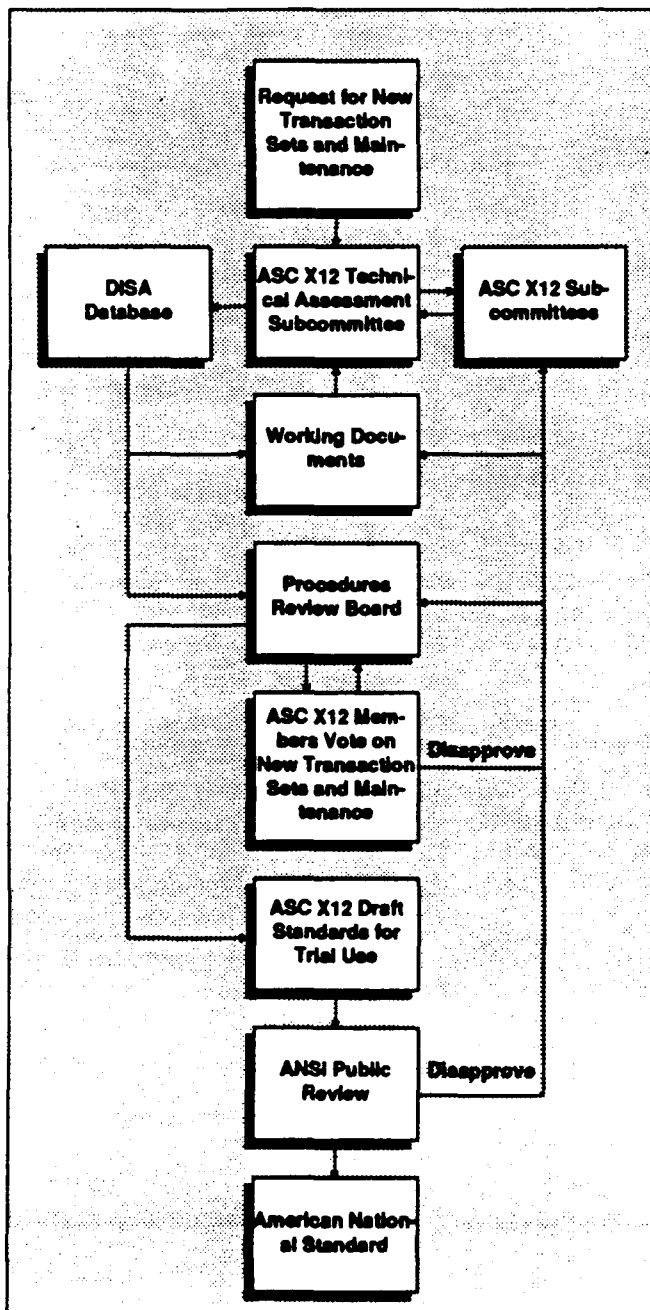 Request for New
Transaction
Sets and Main-
tenance
DISA
Database
ASC X12 Techni-
cal Assessment
Subcommittee
ASC X12 Sub-
committees
Working Docu-
ments
Procedures
Review Board
ASC X12 Mem-
bers Vote on
New Transaction
Sets and Main-
tenance
Disapprove
ASC X12 Draft
Standards for
Trial Use
ANSI Public
Review
Disapprove
American Nation-
al Standard